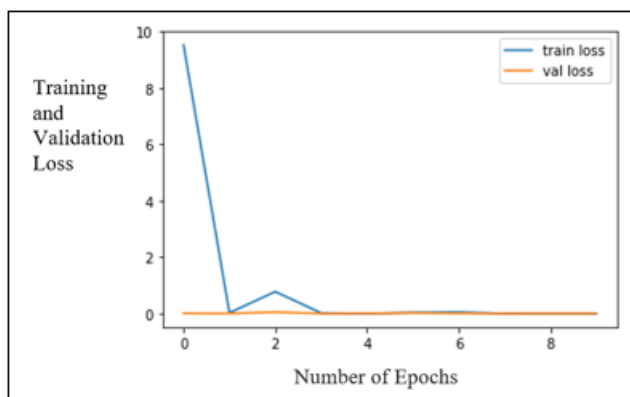 10
8
6
4
2
0
Training
and
Validation
Loss
train loss
val loss
0 2 4 6 8
Number of Epochs